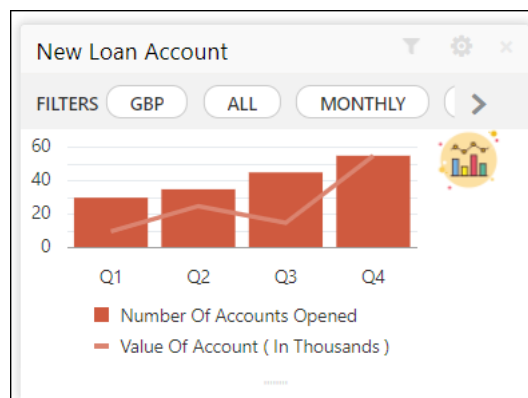 New Loan Account
FILTERS GBP ALL MONTHLY
60
40
20
0
Q1 Q2 Q3 Q4
Number Of Accounts Opened
Value Of Account ( In Thousands )